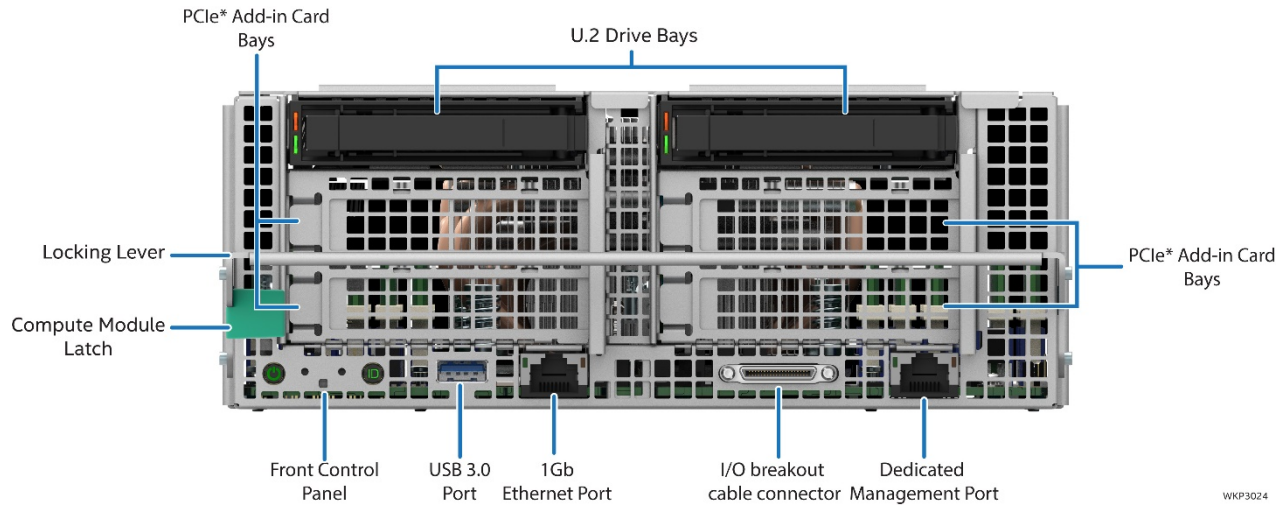 PCIe* Add-in Card
Bays
U.2 Drive Bays
Locking Lever
PCIe* Add-in Card
Bays
Compute Module
Latch
ID
Front Control
Panel
USB 3.0
Port
1Gb
Ethernet Port
I/O breakout
cable connector
Dedicated
Management Port
WKP3024